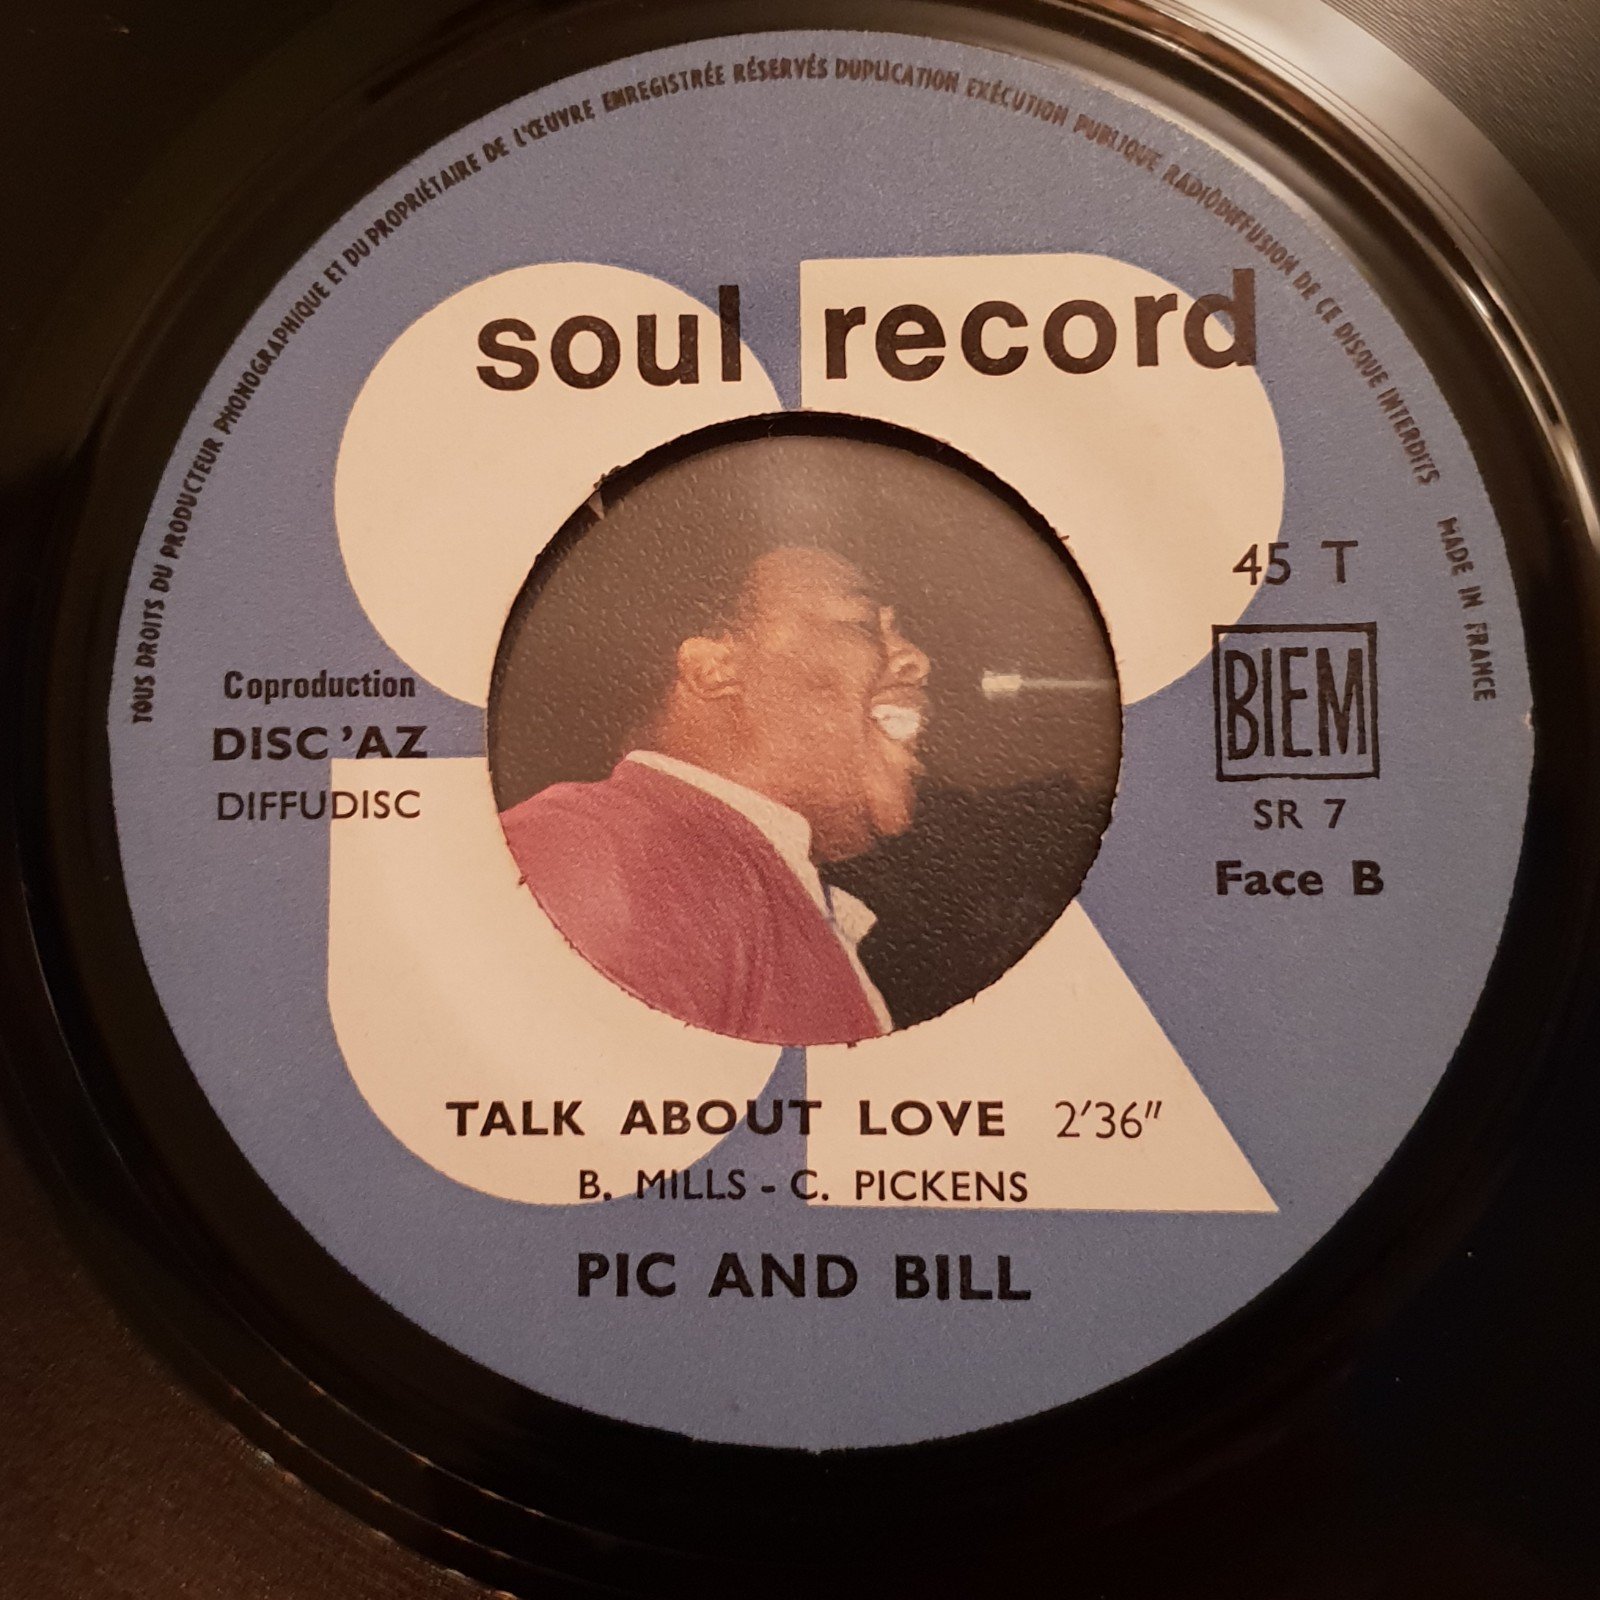 TOUS DROITS DU PRODUCTEUR PHONOGRAPHIQUE ET DU PROPRIÉTAIRE DE L'ŒUVRE ENREGISTRÉE RÉSERVÉS DUPLICATION EXÉCUTION PUBLIQUE RADIODIFFUSION DE CE DISQUE INTERDITS MADE IN FRANCE
soul record
45 T
BIEM
SR 7
Face B
Coproduction
DISC'AZ
DIFFUDISC
TALK ABOUT LOVE 2'36"
B. MILLS - C. PICKENS
PIC AND BILL